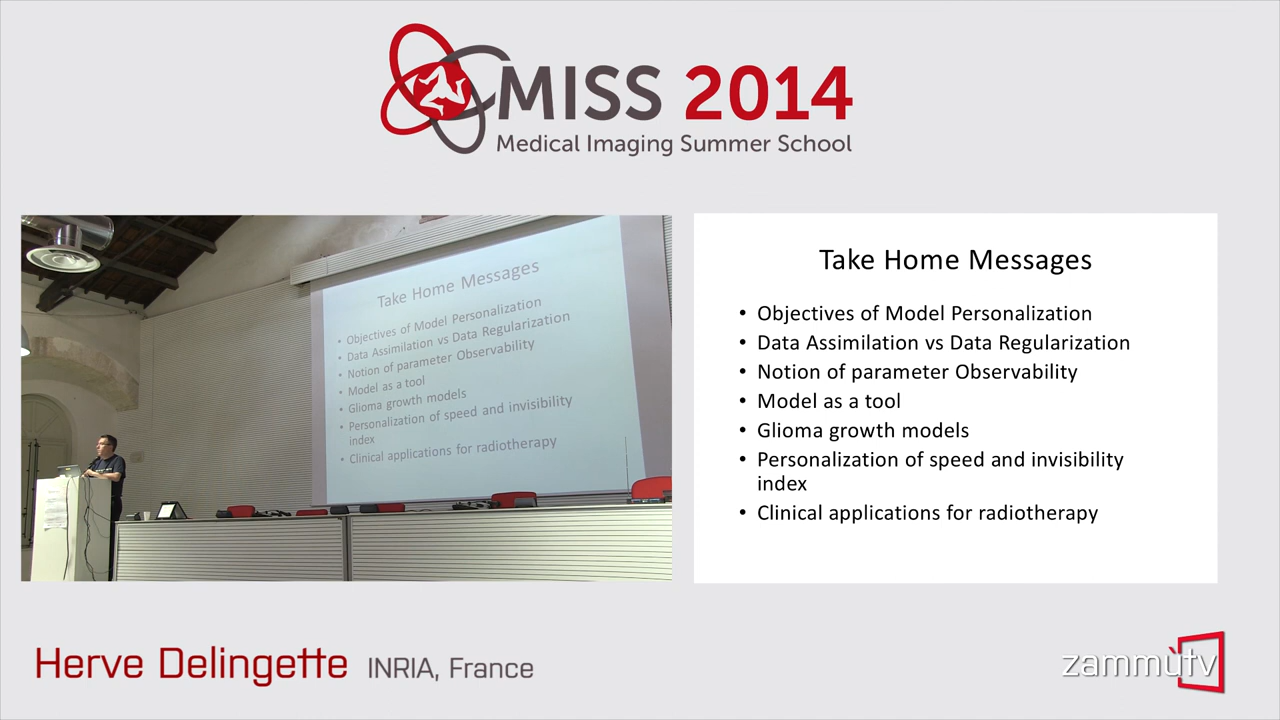 MISS 2014
Medical Imaging Summer School
Take Home Messages
• Objectives of Model Personalization
• Data Assimilation vs Data Regularization
• Notion of parameter Observability
• Model as a tool
• Glioma growth models
• Personalization of speed and invisibility
index
• Clinical applications for radiotherapy
Take Home Messages
• Objectives of Model Personalization
• Data Assimilation vs Data Regularization
• Notion of parameter Observability
• Model as a tool
• Glioma growth models
• Personalization of speed and invisibility
index
• Clinical applications for radiotherapy
Herve Delingette INRIA, France
zammùtv